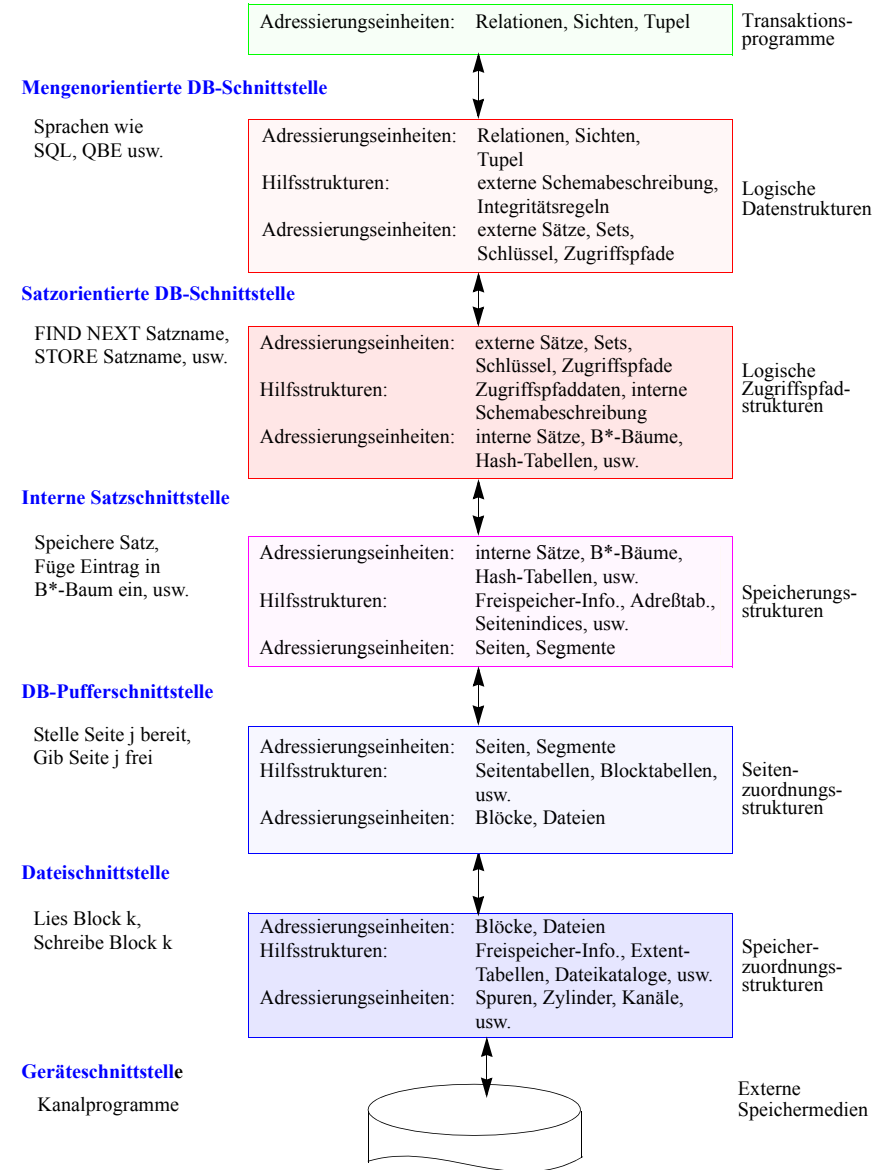 Adressierungseinheiten: Relationen, Sichten, Tupel
Transaktions-
programme
Mengenorientierte DB-Schnittstelle
Sprachen wie
SQL, QBE usw.
Adressierungseinheiten: Relationen, Sichten,
Tupel
Hilfsstrukturen: externe Schemabeschreibung,
Integritätsregeln
Adressierungseinheiten: externe Sätze, Sets,
Schlüssel, Zugriffspfade
Logische
Datenstrukturen
Satzorientierte DB-Schnittstelle
FIND NEXT Satzname,
STORE Satzname, usw.
Adressierungseinheiten: externe Sätze, Sets,
Schlüssel, Zugriffspfade
Hilfsstrukturen: Zugriffspfaddaten, interne
Schemabeschreibung
Adressierungseinheiten: interne Sätze, B*-Bäume,
Hash-Tabellen, usw.
Logische
Zugriffspfad-
strukturen
Interne Satzschnittstelle
Speichere Satz,
Füge Eintrag in
B*-Baum ein, usw.
Adressierungseinheiten: interne Sätze, B*-Bäume,
Hash-Tabellen, usw.
Hilfsstrukturen: Freispeicher-Info., Adreßtab.,
Seitenindices, usw.
Adressierungseinheiten: Seiten, Segmente
Speicherungs-
strukturen
DB-Pufferschnittstelle
Stelle Seite j bereit,
Gib Seite j frei
Adressierungseinheiten: Seiten, Segmente
Hilfsstrukturen: Seitentabellen, Blocktabellen,
usw.
Adressierungseinheiten: Blöcke, Dateien
Seiten-
zuordnungs-
strukturen
Dateischnittstelle
Lies Block k,
Schreibe Block k
Adressierungseinheiten: Blöcke, Dateien
Hilfsstrukturen: Freispeicher-Info., Extent-
Tabellen, Dateikataloge, usw.
Adressierungseinheiten: Spuren, Zylinder, Kanäle,
usw.
Speicher-
zuordnungs-
strukturen
Geräteschnittstelle
Kanalprogramme
Externe
Speichermedien